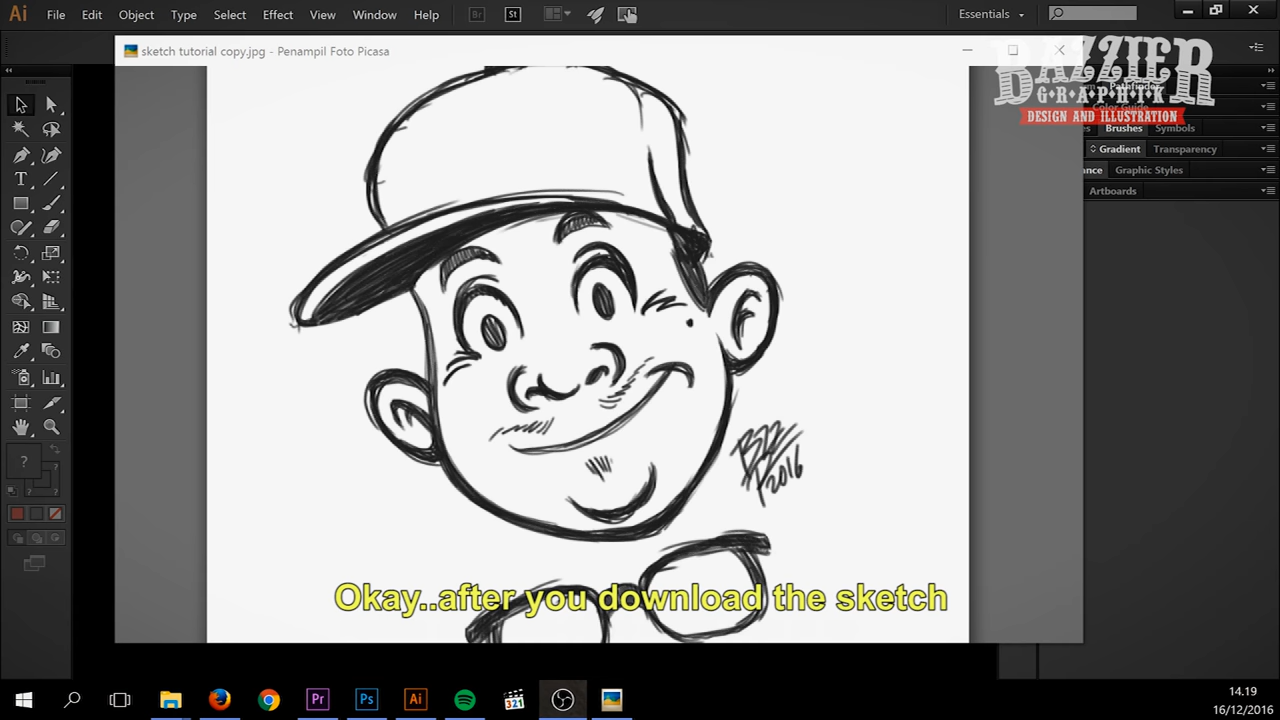 Ai File Edit Object Type Select Effect View Window Help Br St Essentials
sketch tutorial copy.jpg - Penampil Foto Picasa
BAZZIER
GRAPHIK
DESIGN AND ILLUSTRATION
Pathfinder
Color Guide
Brushes Symbols
Gradient Transparency
Graphic Styles
Artboards
2016
Okay..after you download the sketch
Pr Ps Ai 321
14.19
16/12/2016